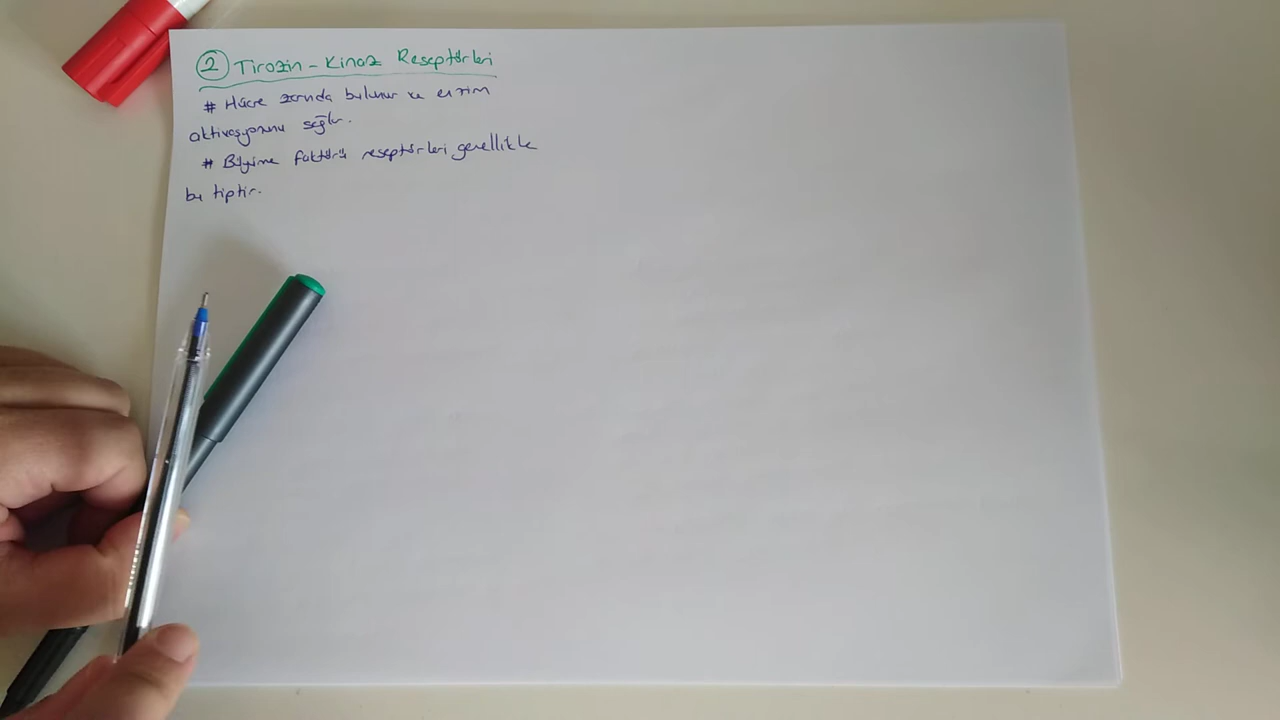 2 Tirozin - Kinaz Reseptörleri
# Hücre zarında bulunur ve enzim
aktivasyonunu sağlar.
# Büyüme faktörü reseptörleri genellikle
bu tiptir.